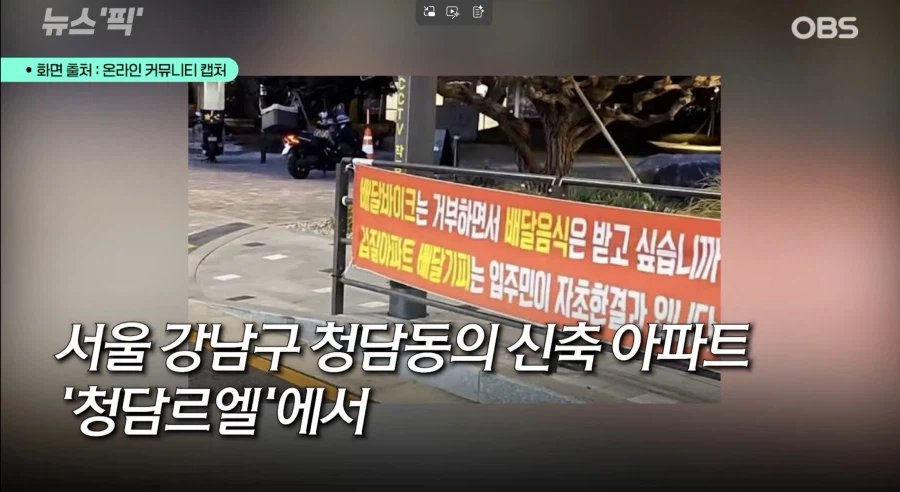 뉴스 '픽'
OBS
• 화면 출처 : 온라인 커뮤니티 캡처
CCTV 작
배달바이크는 거부하면서 배달음식은 받고 싶습니까
갑질아파트 배달기피는 입주민이 자초한결과 입니다
서울 강남구 청담동의 신축 아파트
'청담르엘'에서